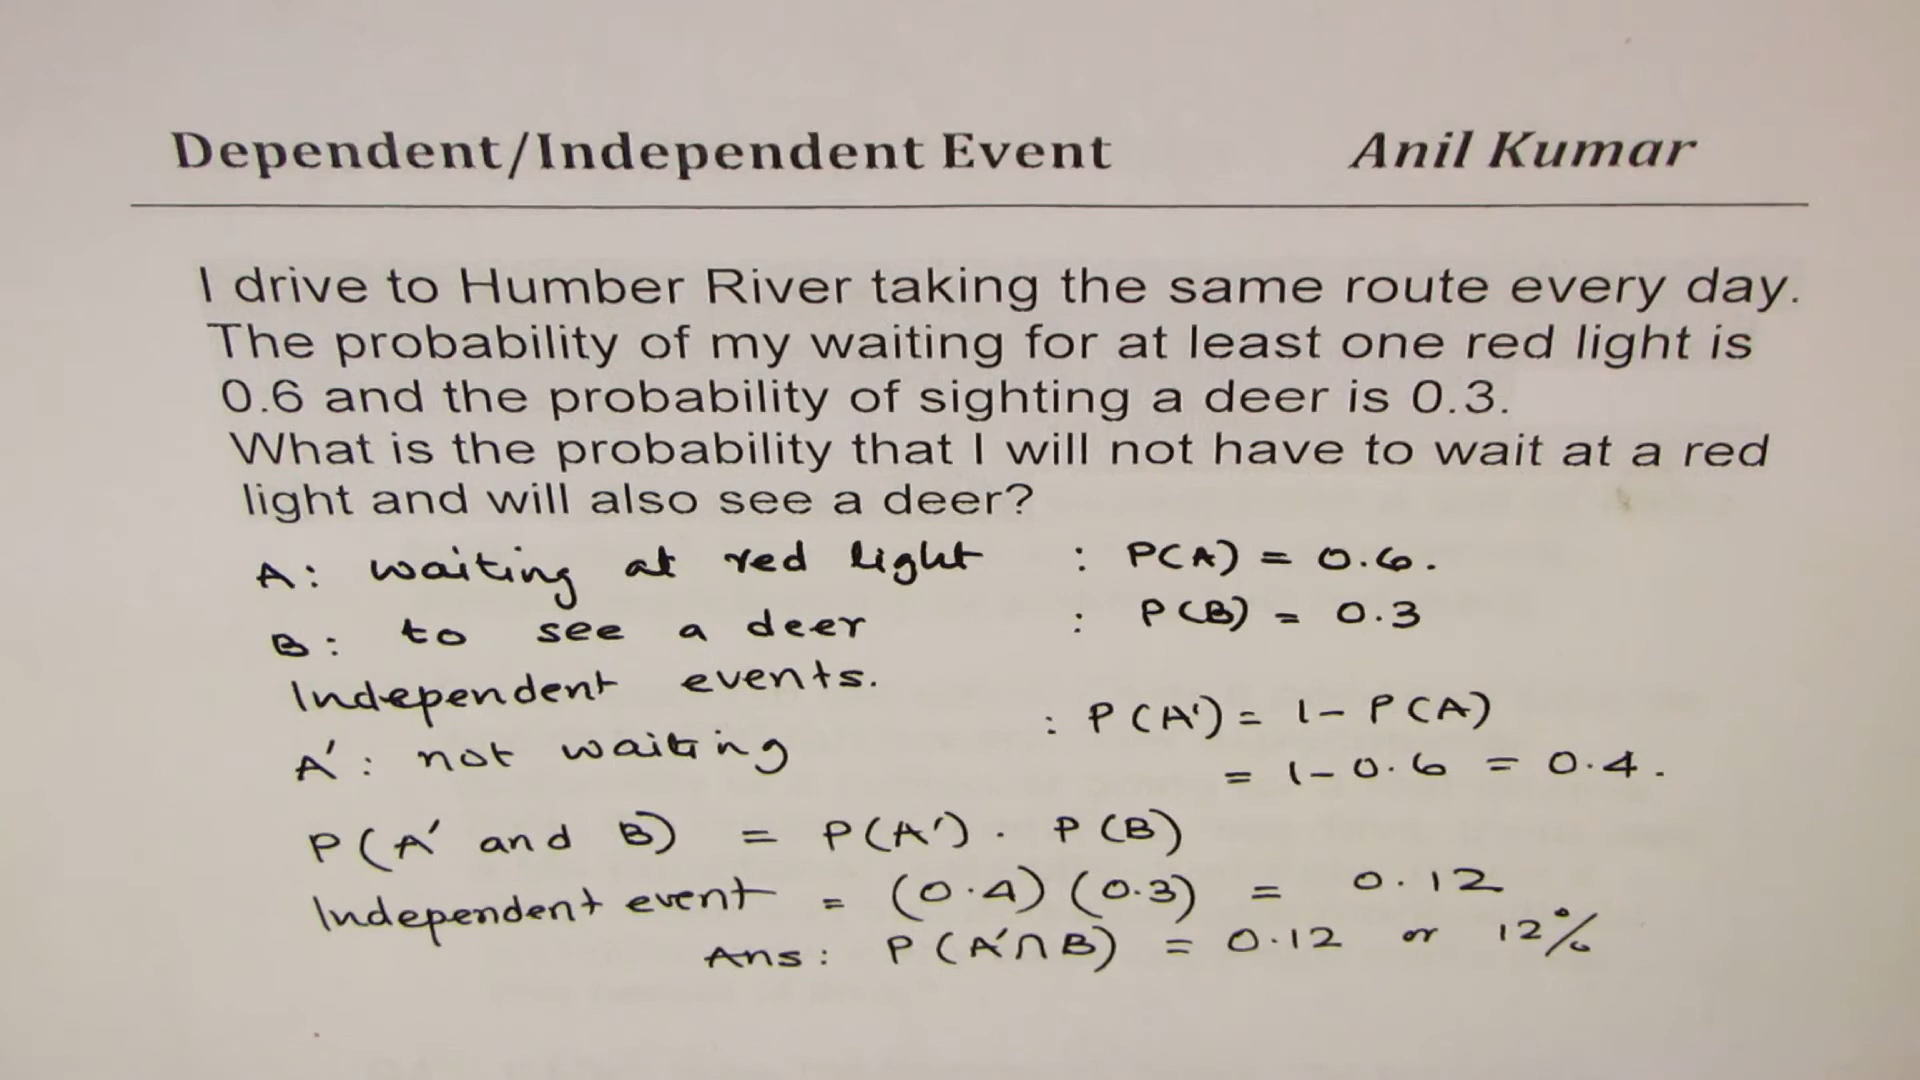 Dependent/Independent Event Anil Kumar
I drive to Humber River taking the same route every day.
The probability of my waiting for at least one red light is
0.6 and the probability of sighting a deer is 0.3.
What is the probability that I will not have to wait at a red
light and will also see a deer?
A: waiting at red light : P(A) = 0.6.
B: to see a deer : P(B) = 0.3
Independent events.
A': not waiting : P(A') = 1 - P(A)
= 1 - 0.6 = 0.4.
P(A' and B) = P(A') . P(B)
Independent event = (0.4) (0.3) = 0.12
Ans: P(A'∩B) = 0.12 or 12%